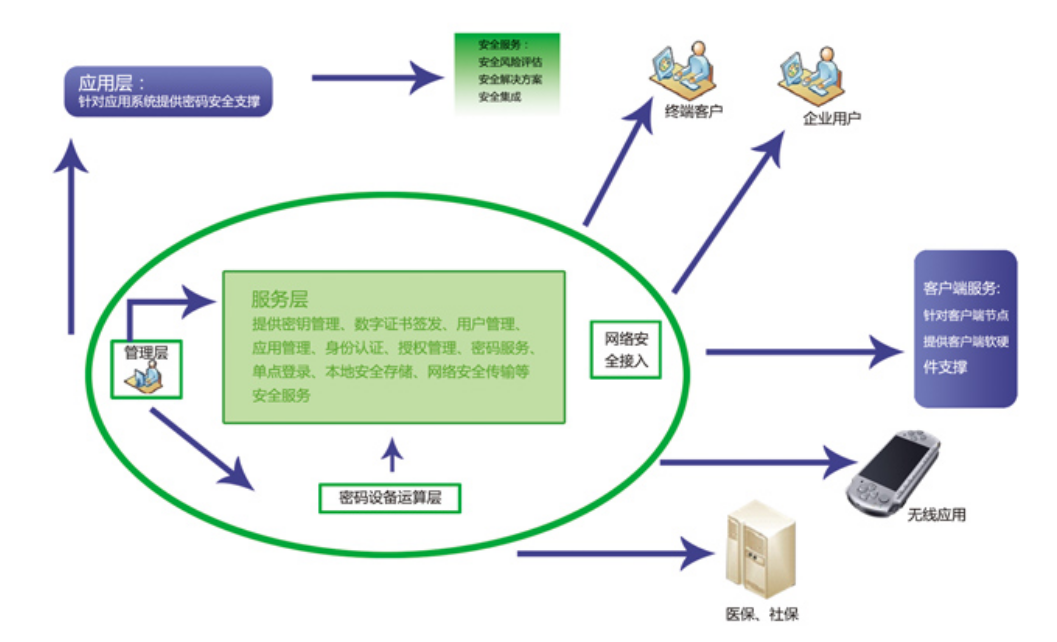 安全服务：
安全风险评估
安全解决方案
安全集成
应用层：
针对应用系统提供密码安全支撑
终端客户
企业用户
服务层
提供密钥管理、数字证书签发、用户管理、
应用管理、身份认证、授权管理、密码服务、
单点登录、本地安全存储、网络安全传输等
安全服务
管理层
网络安
全接入
客户端服务:
针对客户端节点
提供客户端软硬
件支撑
密码设备运算层
无线应用
医保、社保